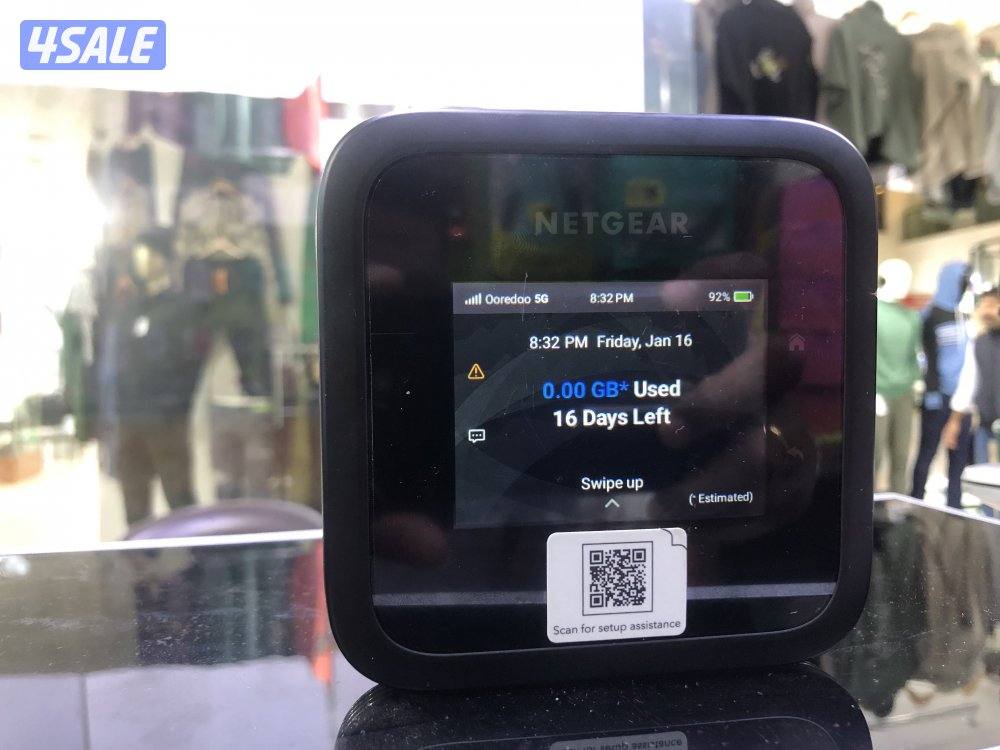 4SALE
NETGEAR
Ooredoo 5G 8:32 PM 92%
8:32 PM Friday, Jan 16
0.00 GB* Used
16 Days Left
Swipe up
(* Estimated)
Scan for setup assistance